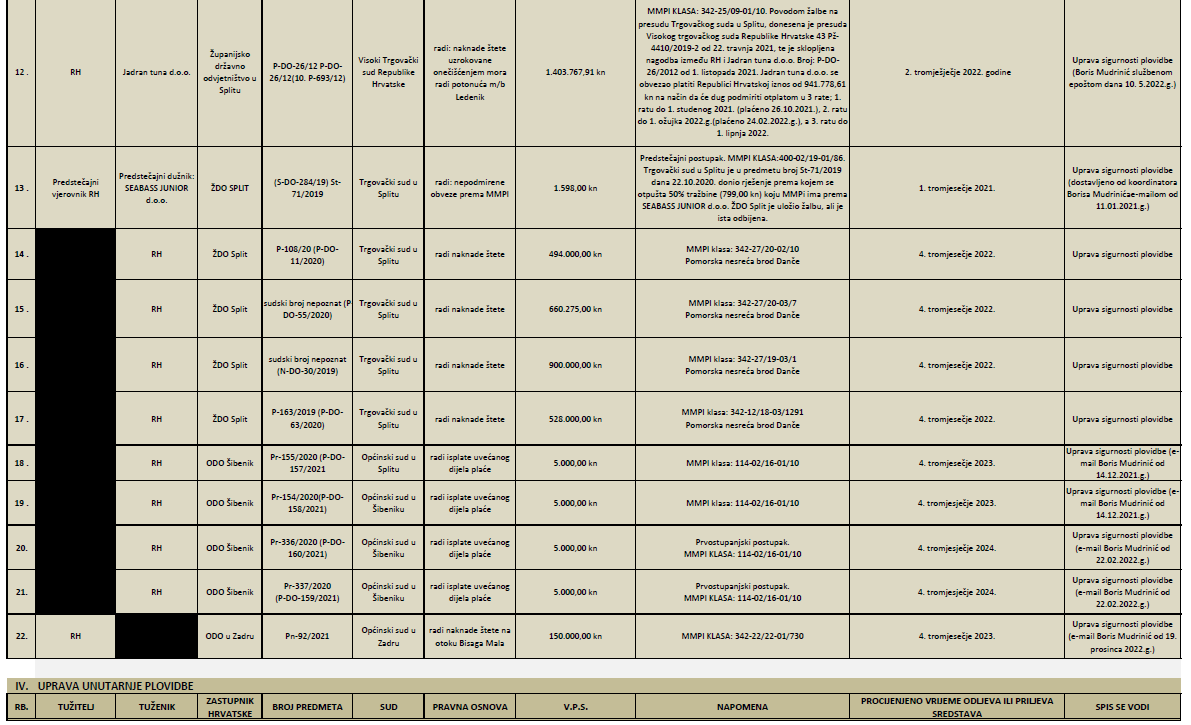 12 .
RH
Jadran tuna d.o.o.
Županijsko
državno
odvjetništvo u
Splitu
P-DO-26/12 P-DO-
26/12(10. P-693/12)
Visoki Trgovački
sud Republike
Hrvatske
radi: naknade štete
uzrokovane
onečišćenjem mora
radi potonuća m/b
Ledenik
1.403.767,91 kn
MMPI KLASA: 342-25/09-01/10. Povodom žalbe na
presudu Trgovačkog suda u Splitu, donesena je presuda
Visokog trgovačkog suda Republike Hrvatske 43 Pž-
4410/2019-2 od 22. travnja 2021, te je sklopljena
nagodba između RH i Jadran tuna d.o.o. Broj: P-DO-
26/2012 od 1. listopada 2021. Jadran tuna d.o.o. se
obvezao platiti Republici Hrvatskoj iznos od 941.778,61
kn na način da će dug podmiriti otplatom u 3 rate; 1.
ratu do 1. studenog 2021. (plaćeno 26.10.2021.), 2. ratu
do 1. ožujka 2022.g.(plaćeno 24.02.2022.g.), a 3. ratu do
1. lipnja 2022.
2. tromješječje 2022. godine
Uprava sigurnosti plovidbe
(Boris Mudrinić službenom
epoštom dana 10. 5.2022.g.)
13 .
Predstečajni
vjerovnik RH
Predstečajni dužnik:
SEABASS JUNIOR
d.o.o.
ŽDO SPLIT
(S-DO-284/19) St-
71/2019
Trgovački sud u
Splitu
radi: nepodmirene
obveze prema MMPI
1.598,00 kn
Predstečajni postupak. MMPI KLASA:400-02/19-01/86.
Trgovački sud u Splitu je u predmetu broj St-71/2019
dana 22.10.2020. donio rješenje prema kojem se
otpušta 50% tražbine (799,00 kn) koju MMPi ima prema
SEABASS JUNIOR d.o.o. ŽDO Split je uložio žalbu, ali je
ista odbijena.
1. tromjesečje 2021.
Uprava sigurnosti plovidbe
(dostavljeno od koordinatora
Borisa Mudrinićae-mailom od
11.01.2021.g.)
14 .
RH
ŽDO Split
P-108/20 (P-DO-
11/2020)
Trgovački sud u
Splitu
radi naknade štete
494.000,00 kn
MMPI klasa: 342-27/20-02/10
Pomorska nesreća brod Danče
4. tromjesečje 2022.
Uprava sigurnosti plovidbe
15 .
RH
ŽDO Split
sudski broj nepoznat (P
DO-55/2020)
Trgovački sud u
Splitu
radi naknade štete
660.275,00 kn
MMPI klasa: 342-27/20-03/7
Pomorska nesreća brod Danče
4. tromjesečje 2022.
Uprava sigurnosti plovidbe
16 .
RH
ŽDO Split
sudski broj nepoznat
(N-DO-30/2019)
Trgovački sud u
Splitu
radi naknade štete
900.000,00 kn
MMPI klasa: 342-27/19-03/1
Pomorska nesreća brod Danče
4. tromjesečje 2022.
Uprava sigurnosti plovidbe
17 .
RH
ŽDO Split
P-163/2019 (P-DO-
63/2020)
Trgovački sud u
Splitu
radi naknade štete
528.000,00 kn
MMPI klasa: 342-12/18-03/1291
Pomorska nesreća brod Danče
4. tromjesečje 2022.
Uprava sigurnosti plovidbe
18 .
RH
ODO Šibenik
Pr-155/2020 (P-DO-
157/2021
Općinski sud u
Splitu
radi isplate uvećanog
dijela plaće
5.000,00 kn
MMPI klasa: 114-02/16-01/10
4. tromjesečje 2023.
Uprava sigurnosti plovidbe (e-
mail Boris Mudrinić od
14.12.2021.g.)
19 .
RH
ODO Šibenik
Pr-154/2020(P-DO-
158/2021)
Općinski sud u
Šibeniku
radi isplate uvećanog
dijela plaće
5.000,00 kn
MMPI klasa: 114-02/16-01/10
4. tromjesječje 2023.
Uprava sigurnosti plovidbe (e-
mail Boris Mudrinić od
14.12.2021.g.)
20.
RH
ODO Šibenik
Pr-336/2020 (P-DO-
160/2021)
Općinski sud u
Šibeniku
radi isplate uvećanog
dijela plaće
5.000,00 kn
Prvostupanjski postupak.
MMPI KLASA: 114-02/16-01/10
4. tromjesječje 2024.
Uprava sigurnosti plovidbe
(e-mail Boris Mudrinić od
22.02.2022.g.)
21.
RH
ODO Šibenik
Pr-337/2020
(P-DO-159/2021)
Općinski sud u
Šibeniku
radi isplate uvećanog
dijela plaće
5.000,00 kn
Prvostupanjski postupak.
MMPI KLASA: 114-02/16-01/10
4. tromjesječje 2024.
Uprava sigurnosti plovidbe
(e-mail Boris Mudrinić od
22.02.2022.g.)
22.
RH
ODO u Zadru
Pn-92/2021
Općinski sud u
Zadru
radi naknade štete na
otoku Bisaga Mala
150.000,00 kn
MMPI KLASA: 342-22/22-01/730
4. tromjesečje 2023.
Uprava sigurnosti plovidbe
(e-mail Boris Mudrinić od 19.
prosinca 2022.g.)
IV. UPRAVA UNUTARNJE PLOVIDBE
RB.
TUŽITELJ
TUŽENIK
ZASTUPNIK
HRVATSKE
BROJ PREDMETA
SUD
PRAVNA OSNOVA
V.P.S.
NAPOMENA
PROCIJENJENO VRIJEME ODLJEVA ILI PRILJEVA
SREDSTAVA
SPIS SE VODI